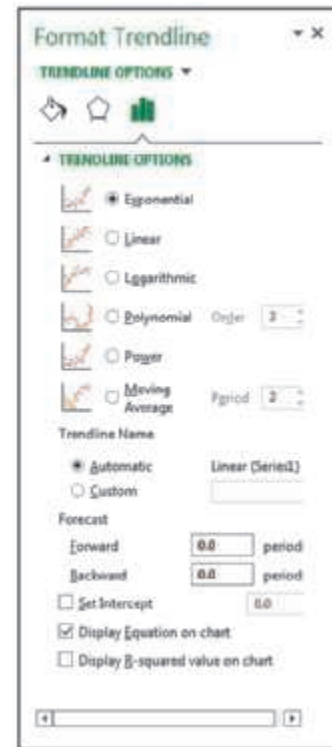 Format Trendline
TRENDLINE OPTIONS
TRENDLINE OPTIONS
Exponential
Linear
Logarithmic
Polynomial Order 2
Power
Moving Average Period 2
Trendline Name
Automatic Linear (Series1)
Custom
Forecast
Forward 0.0 period
Backward 0.0 period
Set Intercept 0.0
Display Equation on chart
Display R-squared value on chart